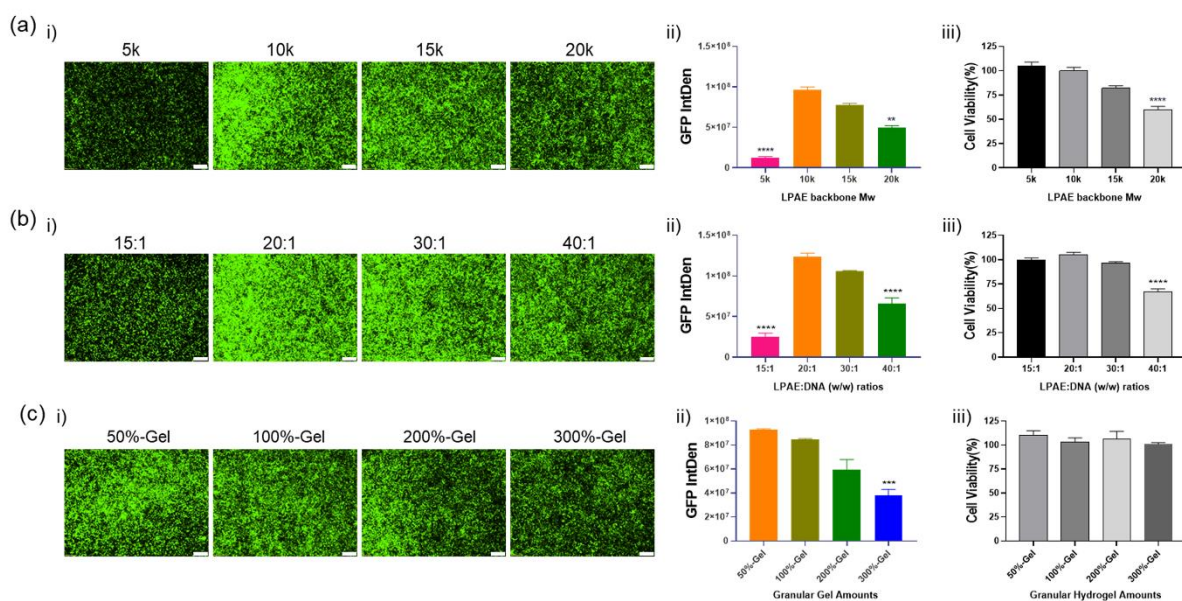 (a) i)
5k 10k 15k 20k
ii)
GFP IntDen
1.5×10⁸
1×10⁸
5×10⁷
0
****
**
5k 10k 15k 20k
LPAE backbone Mw
iii)
Cell Viability(%)
125
100
75
50
25
0
****
5k 10k 15k 20k
LPAE backbone Mw
(b) i)
15:1 20:1 30:1 40:1
ii)
GFP IntDen
1.5×10⁸
1×10⁸
5×10⁷
0
****
****
15:1 20:1 30:1 40:1
LPAE:DNA (w/w) ratios
iii)
Cell Viability(%)
125
100
75
50
25
0
****
15:1 20:1 30:1 40:1
LPAE:DNA (w/w) ratios
(c) i)
50%-Gel 100%-Gel 200%-Gel 300%-Gel
ii)
GFP IntDen
1×10⁸
8×10⁷
6×10⁷
4×10⁷
2×10⁷
0
***
50%-Gel 100%-Gel 200%-Gel 300%-Gel
Granular Gel Amounts
iii)
Cell Viability(%)
125
100
75
50
25
0
50%-Gel 100%-Gel 200%-Gel 300%-Gel
Granular Hydrogel Amounts